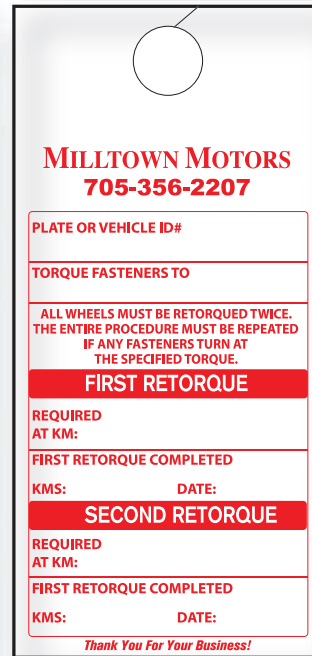 MILLTOWN MOTORS
705-356-2207
PLATE OR VEHICLE ID#
TORQUE FASTENERS TO
ALL WHEELS MUST BE RETORQUED TWICE.
THE ENTIRE PROCEDURE MUST BE REPEATED
IF ANY FASTENERS TURN AT
THE SPECIFIED TORQUE.
FIRST RETORQUE
REQUIRED
AT KM:
FIRST RETORQUE COMPLETED
KMS: DATE:
SECOND RETORQUE
REQUIRED
AT KM:
FIRST RETORQUE COMPLETED
KMS: DATE:
Thank You For Your Business!